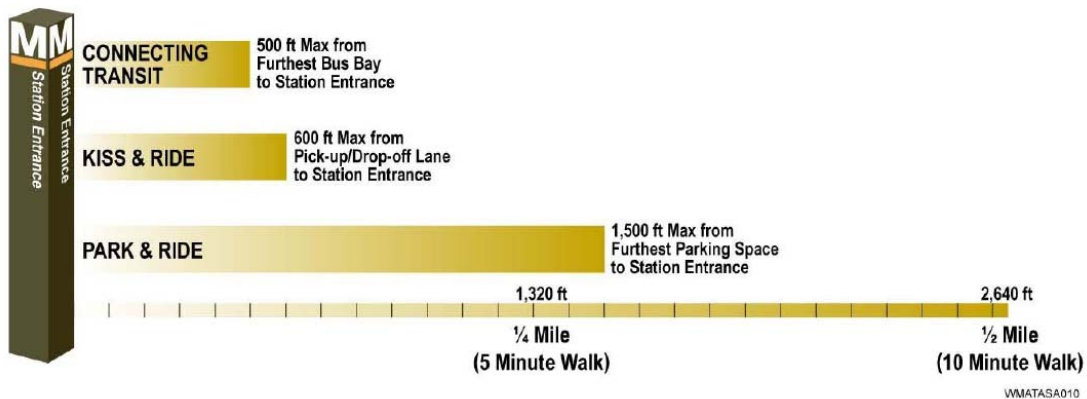 M M
Station Entrance
Station Entrance
CONNECTING
TRANSIT
500 ft Max from
Furthest Bus Bay
to Station Entrance
KISS & RIDE
600 ft Max from
Pick-up/Drop-off Lane
to Station Entrance
PARK & RIDE
1,500 ft Max from
Furthest Parking Space
to Station Entrance
1,320 ft
2,640 ft
¼ Mile
(5 Minute Walk)
½ Mile
(10 Minute Walk)
WMATASA010